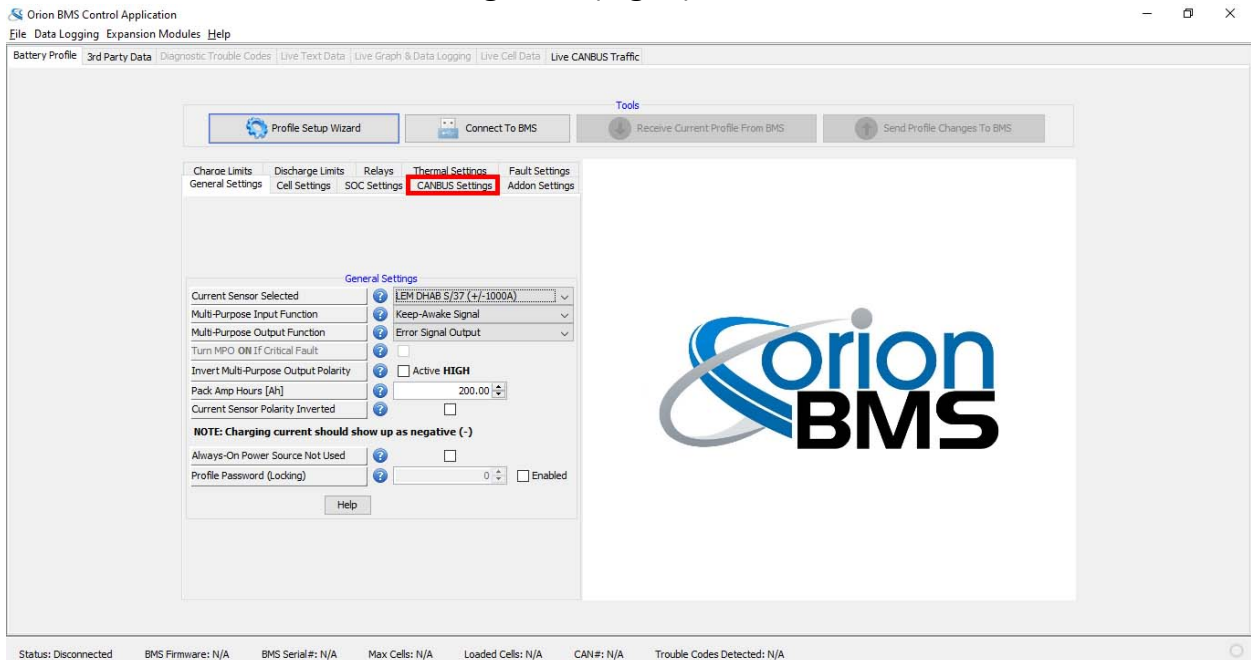 Orion BMS Control Application
File Data Logging Expansion Modules Help
Battery Profile 3rd Party Data Diagnostic Trouble Codes Live Text Data Live Graph & Data Logging Live Cell Data Live CANBUS Traffic
Tools
Profile Setup Wizard Connect To BMS Receive Current Profile From BMS Send Profile Changes To BMS
Charge Limits Discharge Limits Relays Thermal Settings Fault Settings
General Settings Cell Settings SOC Settings CANBUS Settings Addon Settings
General Settings
Current Sensor Selected ? LEM DHAB S/37 (+/-1000A)
Multi-Purpose Input Function ? Keep-Awake Signal
Multi-Purpose Output Function ? Error Signal Output
Turn MPO ON If Critical Fault ?
Invert Multi-Purpose Output Polarity ? Active HIGH
Pack Amp Hours [Ah] ? 200.00
Current Sensor Polarity Inverted ?
NOTE: Charging current should show up as negative (-)
Always-On Power Source Not Used ?
Profile Password (Locking) ? 0 Enabled
Help
orion
BMS
Status: Disconnected BMS Firmware: N/A BMS Serial#: N/A Max Cells: N/A Loaded Cells: N/A CAN#: N/A Trouble Codes Detected: N/A